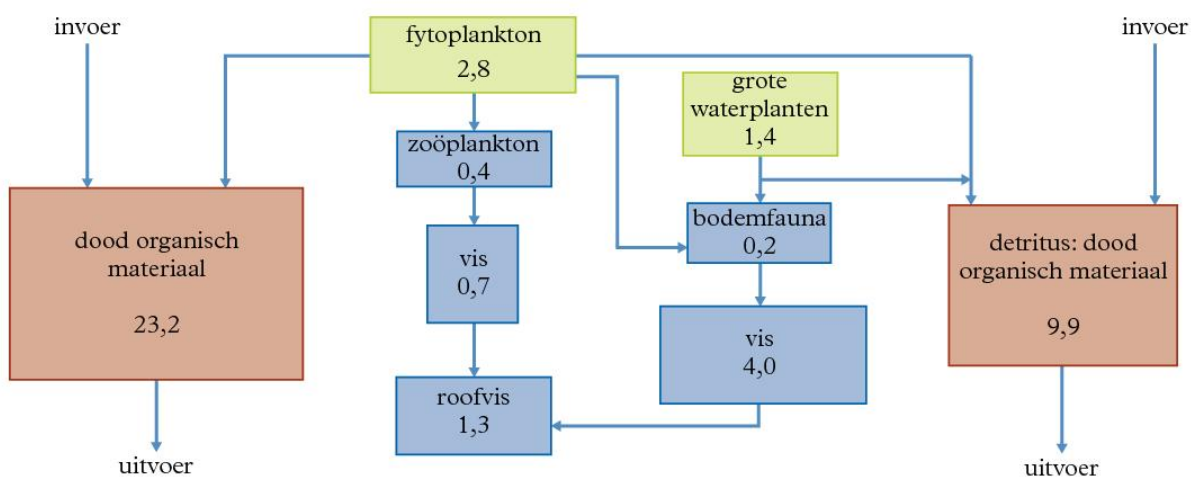 invoer
fytoplankton
2,8
invoer
grote
waterplanten
1,4
zoöplankton
0,4
dood organisch
materiaal
23,2
vis
0,7
bodemfauna
0,2
detritus: dood
organisch materiaal
9,9
vis
4,0
roofvis
1,3
uitvoer
uitvoer